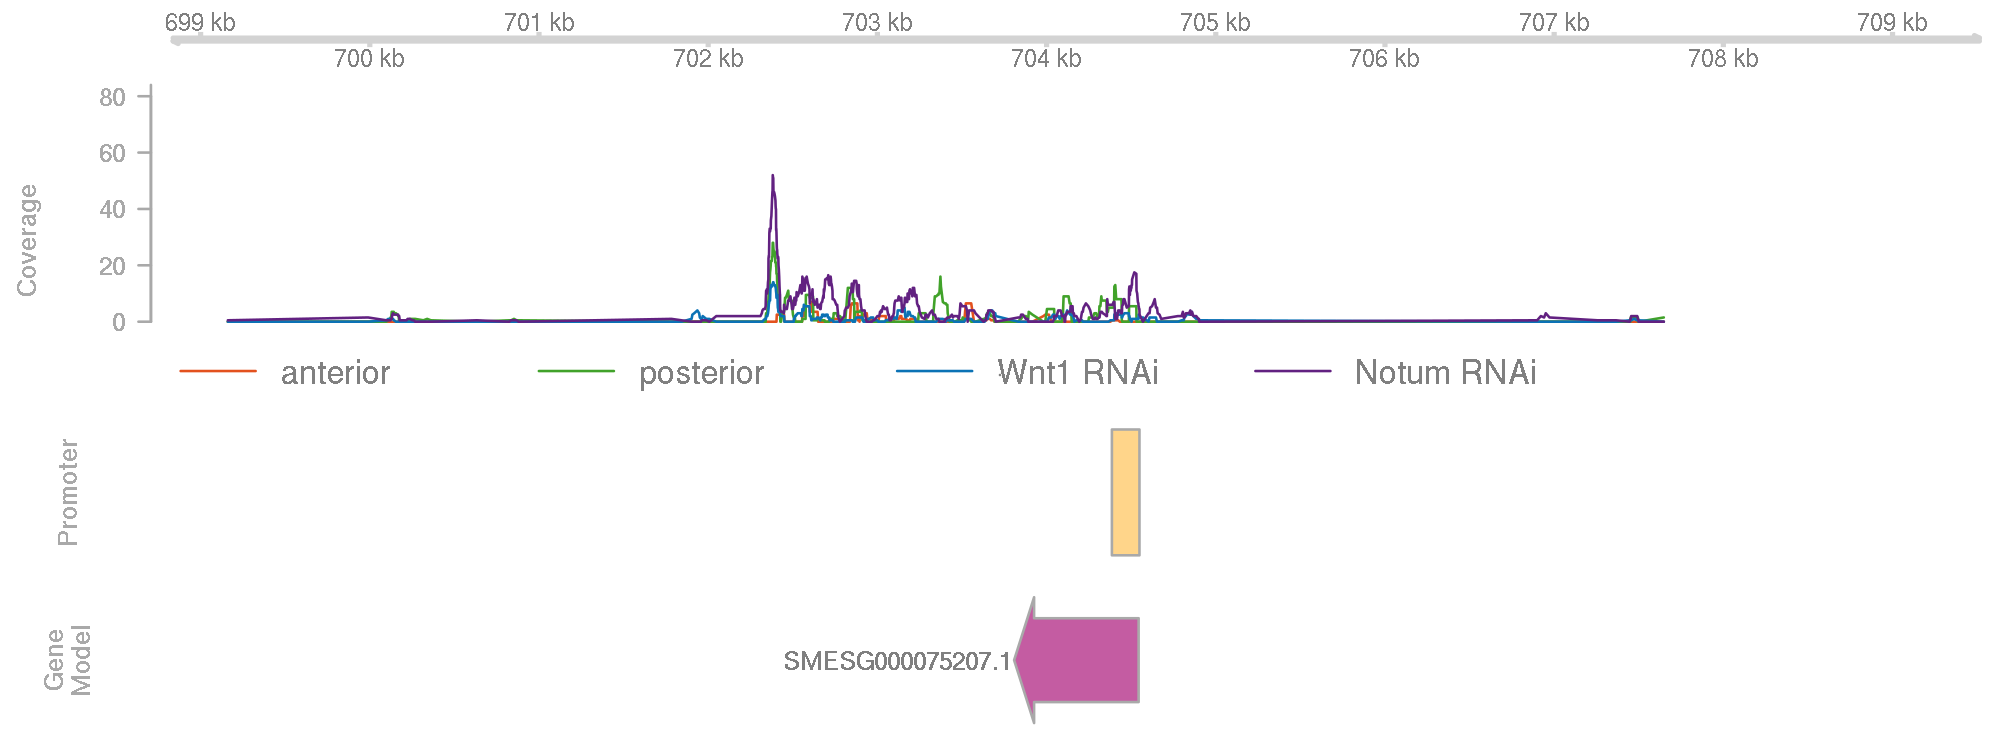 699 kb 701 kb 703 kb 705 kb 707 kb 709 kb
700 kb 702 kb 704 kb 706 kb 708 kb
Coverage
80
60
40
20
0
anterior posterior Wnt1 RNAi Notum RNAi
Promoter
Gene
Model
SMESG000075207.1